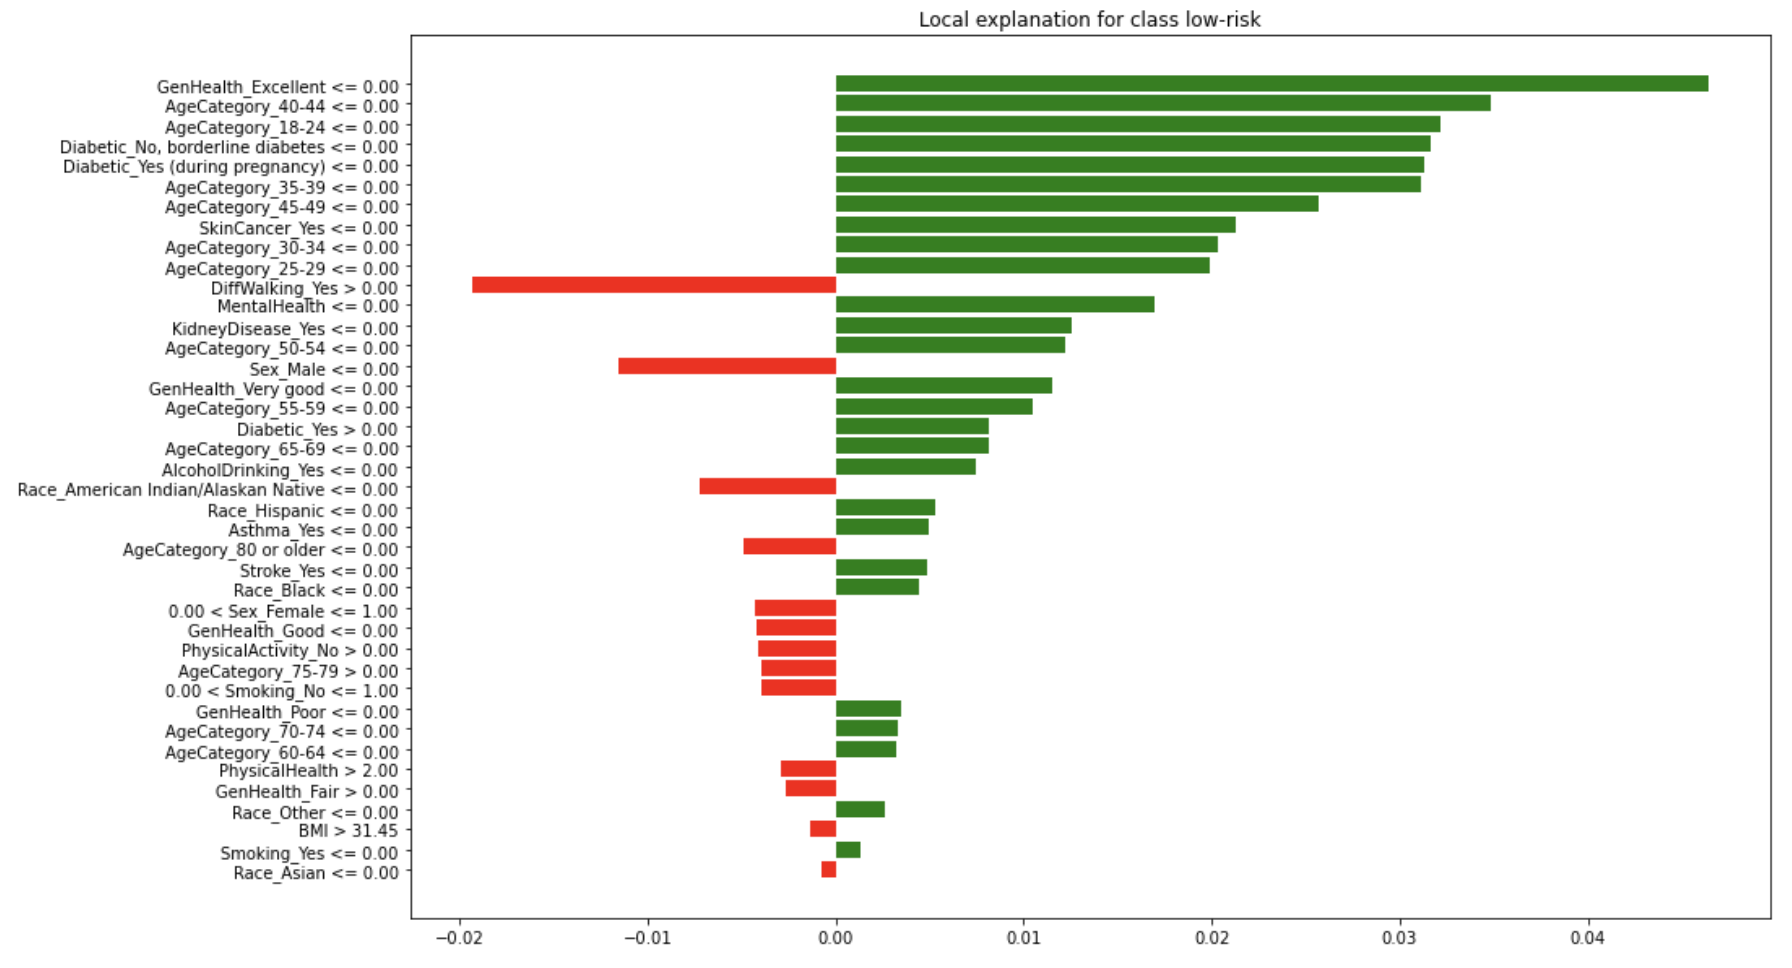 Local explanation for class low-risk
GenHealth_Excellent <= 0.00
AgeCategory_40-44 <= 0.00
AgeCategory_18-24 <= 0.00
Diabetic_No, borderline diabetes <= 0.00
Diabetic_Yes (during pregnancy) <= 0.00
AgeCategory_35-39 <= 0.00
AgeCategory_45-49 <= 0.00
SkinCancer_Yes <= 0.00
AgeCategory_30-34 <= 0.00
AgeCategory_25-29 <= 0.00
DiffWalking_Yes > 0.00
MentalHealth <= 0.00
KidneyDisease_Yes <= 0.00
AgeCategory_50-54 <= 0.00
Sex_Male <= 0.00
GenHealth_Very good <= 0.00
AgeCategory_55-59 <= 0.00
Diabetic_Yes > 0.00
AgeCategory_65-69 <= 0.00
AlcoholDrinking_Yes <= 0.00
Race_American Indian/Alaskan Native <= 0.00
Race_Hispanic <= 0.00
Asthma_Yes <= 0.00
AgeCategory_80 or older <= 0.00
Stroke_Yes <= 0.00
Race_Black <= 0.00
0.00 < Sex_Female <= 1.00
GenHealth_Good <= 0.00
PhysicalActivity_No > 0.00
AgeCategory_75-79 > 0.00
0.00 < Smoking_No <= 1.00
GenHealth_Poor <= 0.00
AgeCategory_70-74 <= 0.00
AgeCategory_60-64 <= 0.00
PhysicalHealth > 2.00
GenHealth_Fair > 0.00
Race_Other <= 0.00
BMI > 31.45
Smoking_Yes <= 0.00
Race_Asian <= 0.00
−0.02 −0.01 0.00 0.01 0.02 0.03 0.04